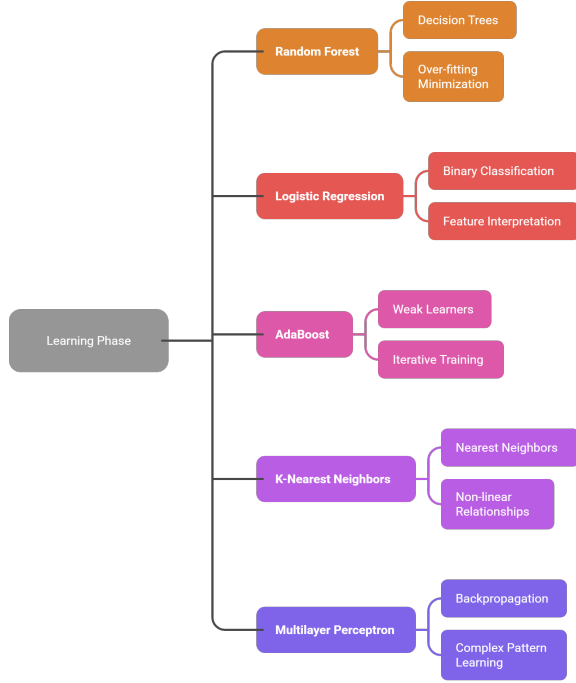 Learning Phase
Random Forest
Decision Trees
Over-fitting
Minimization
Logistic Regression
Binary Classification
Feature Interpretation
AdaBoost
Weak Learners
Iterative Training
K-Nearest Neighbors
Nearest Neighbors
Non-linear
Relationships
Multilayer Perceptron
Backpropagation
Complex Pattern
Learning